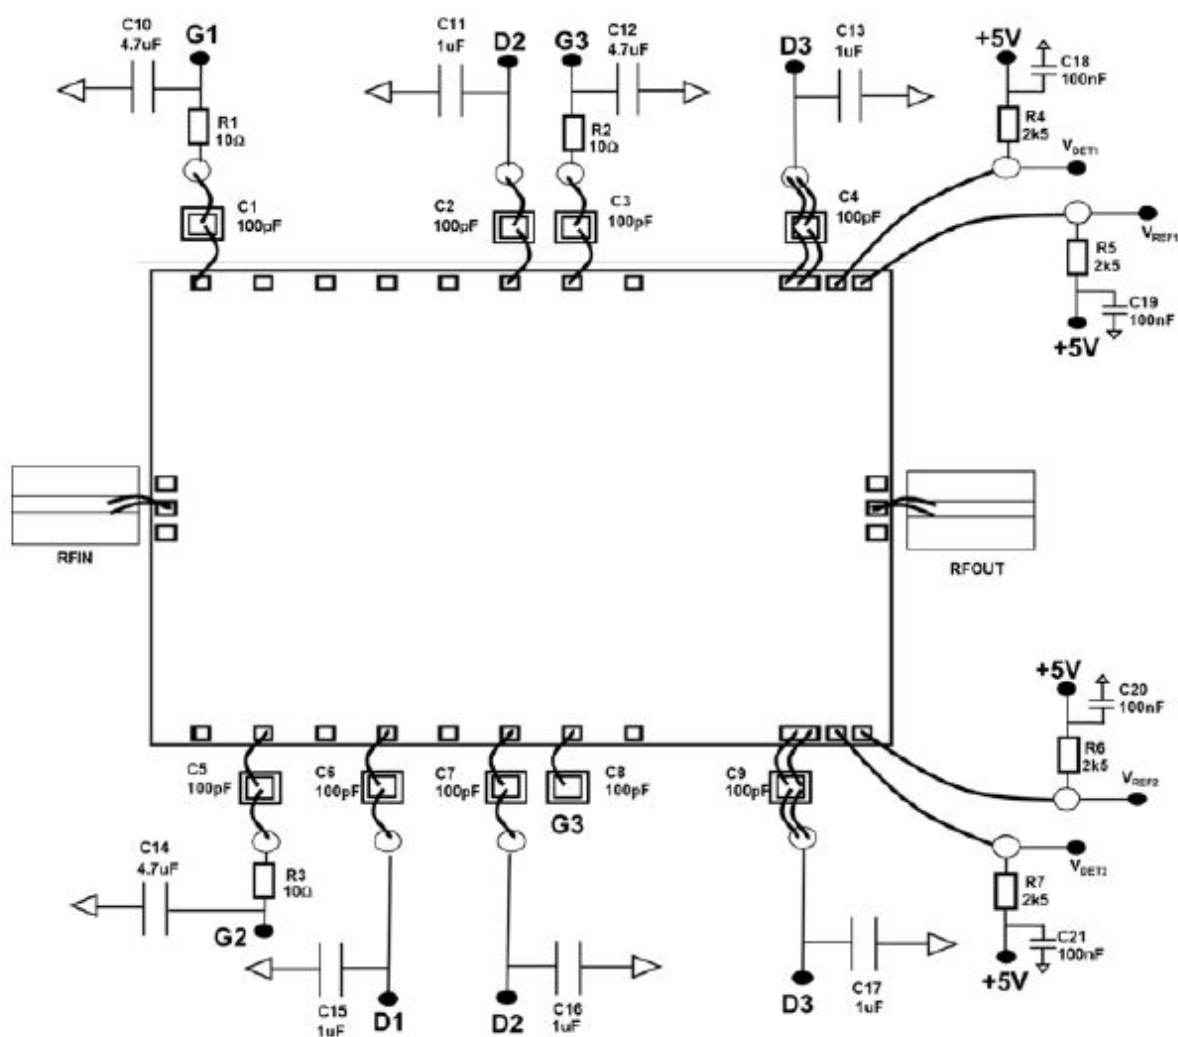 C10
4.7uF
G1
C11
1uF
D2
G3
C12
4.7uF
D3
C13
1uF
+5V
C18
100nF
R1
10Ω
R2
10Ω
R4
2k5
VDET1
C1
100pF
C2
100pF
C3
100pF
C4
100pF
VREF1
R5
2k5
C19
100nF
+5V
RFIN
RFOUT
+5V
C20
100nF
R6
2k5
VREF2
C5
100pF
C6
100pF
C7
100pF
C8
100pF
G3
C9
100pF
C14
4.7uF
R3
10Ω
G2
VDET2
R7
2k5
C21
100nF
+5V
C15
1uF
D1
D2
C16
1uF
D3
C17
1uF